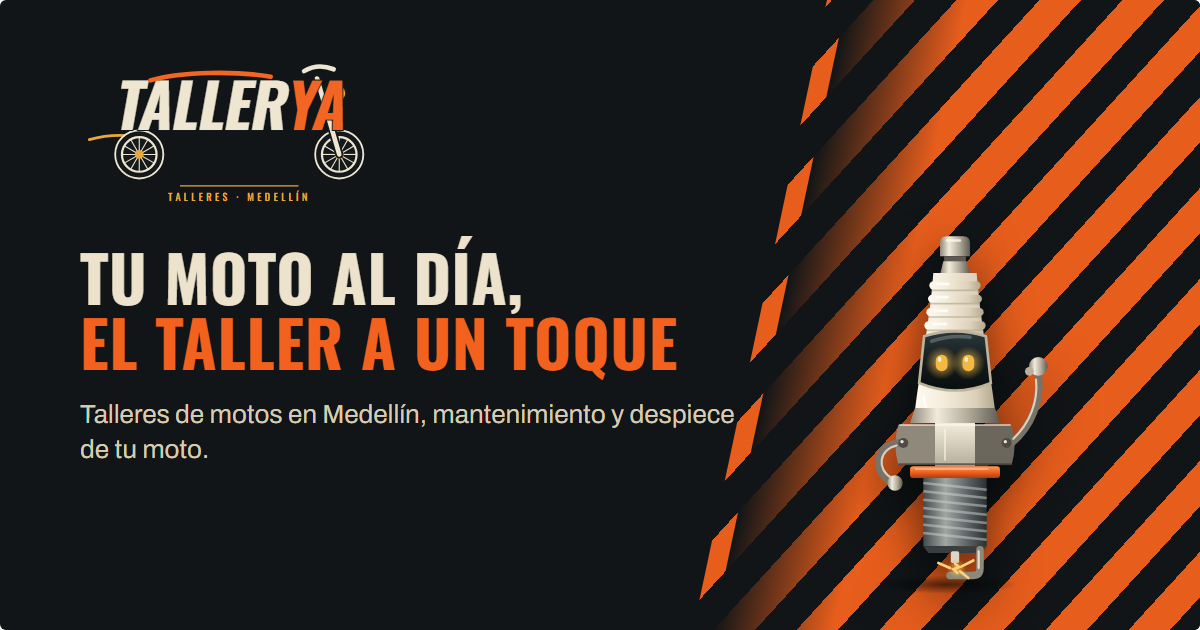 TALLERYA
TALLERES · MEDELLÍN
TU MOTO AL DÍA,
EL TALLER A UN TOQUE
Talleres de motos en Medellín, mantenimiento y despiece
de tu moto.